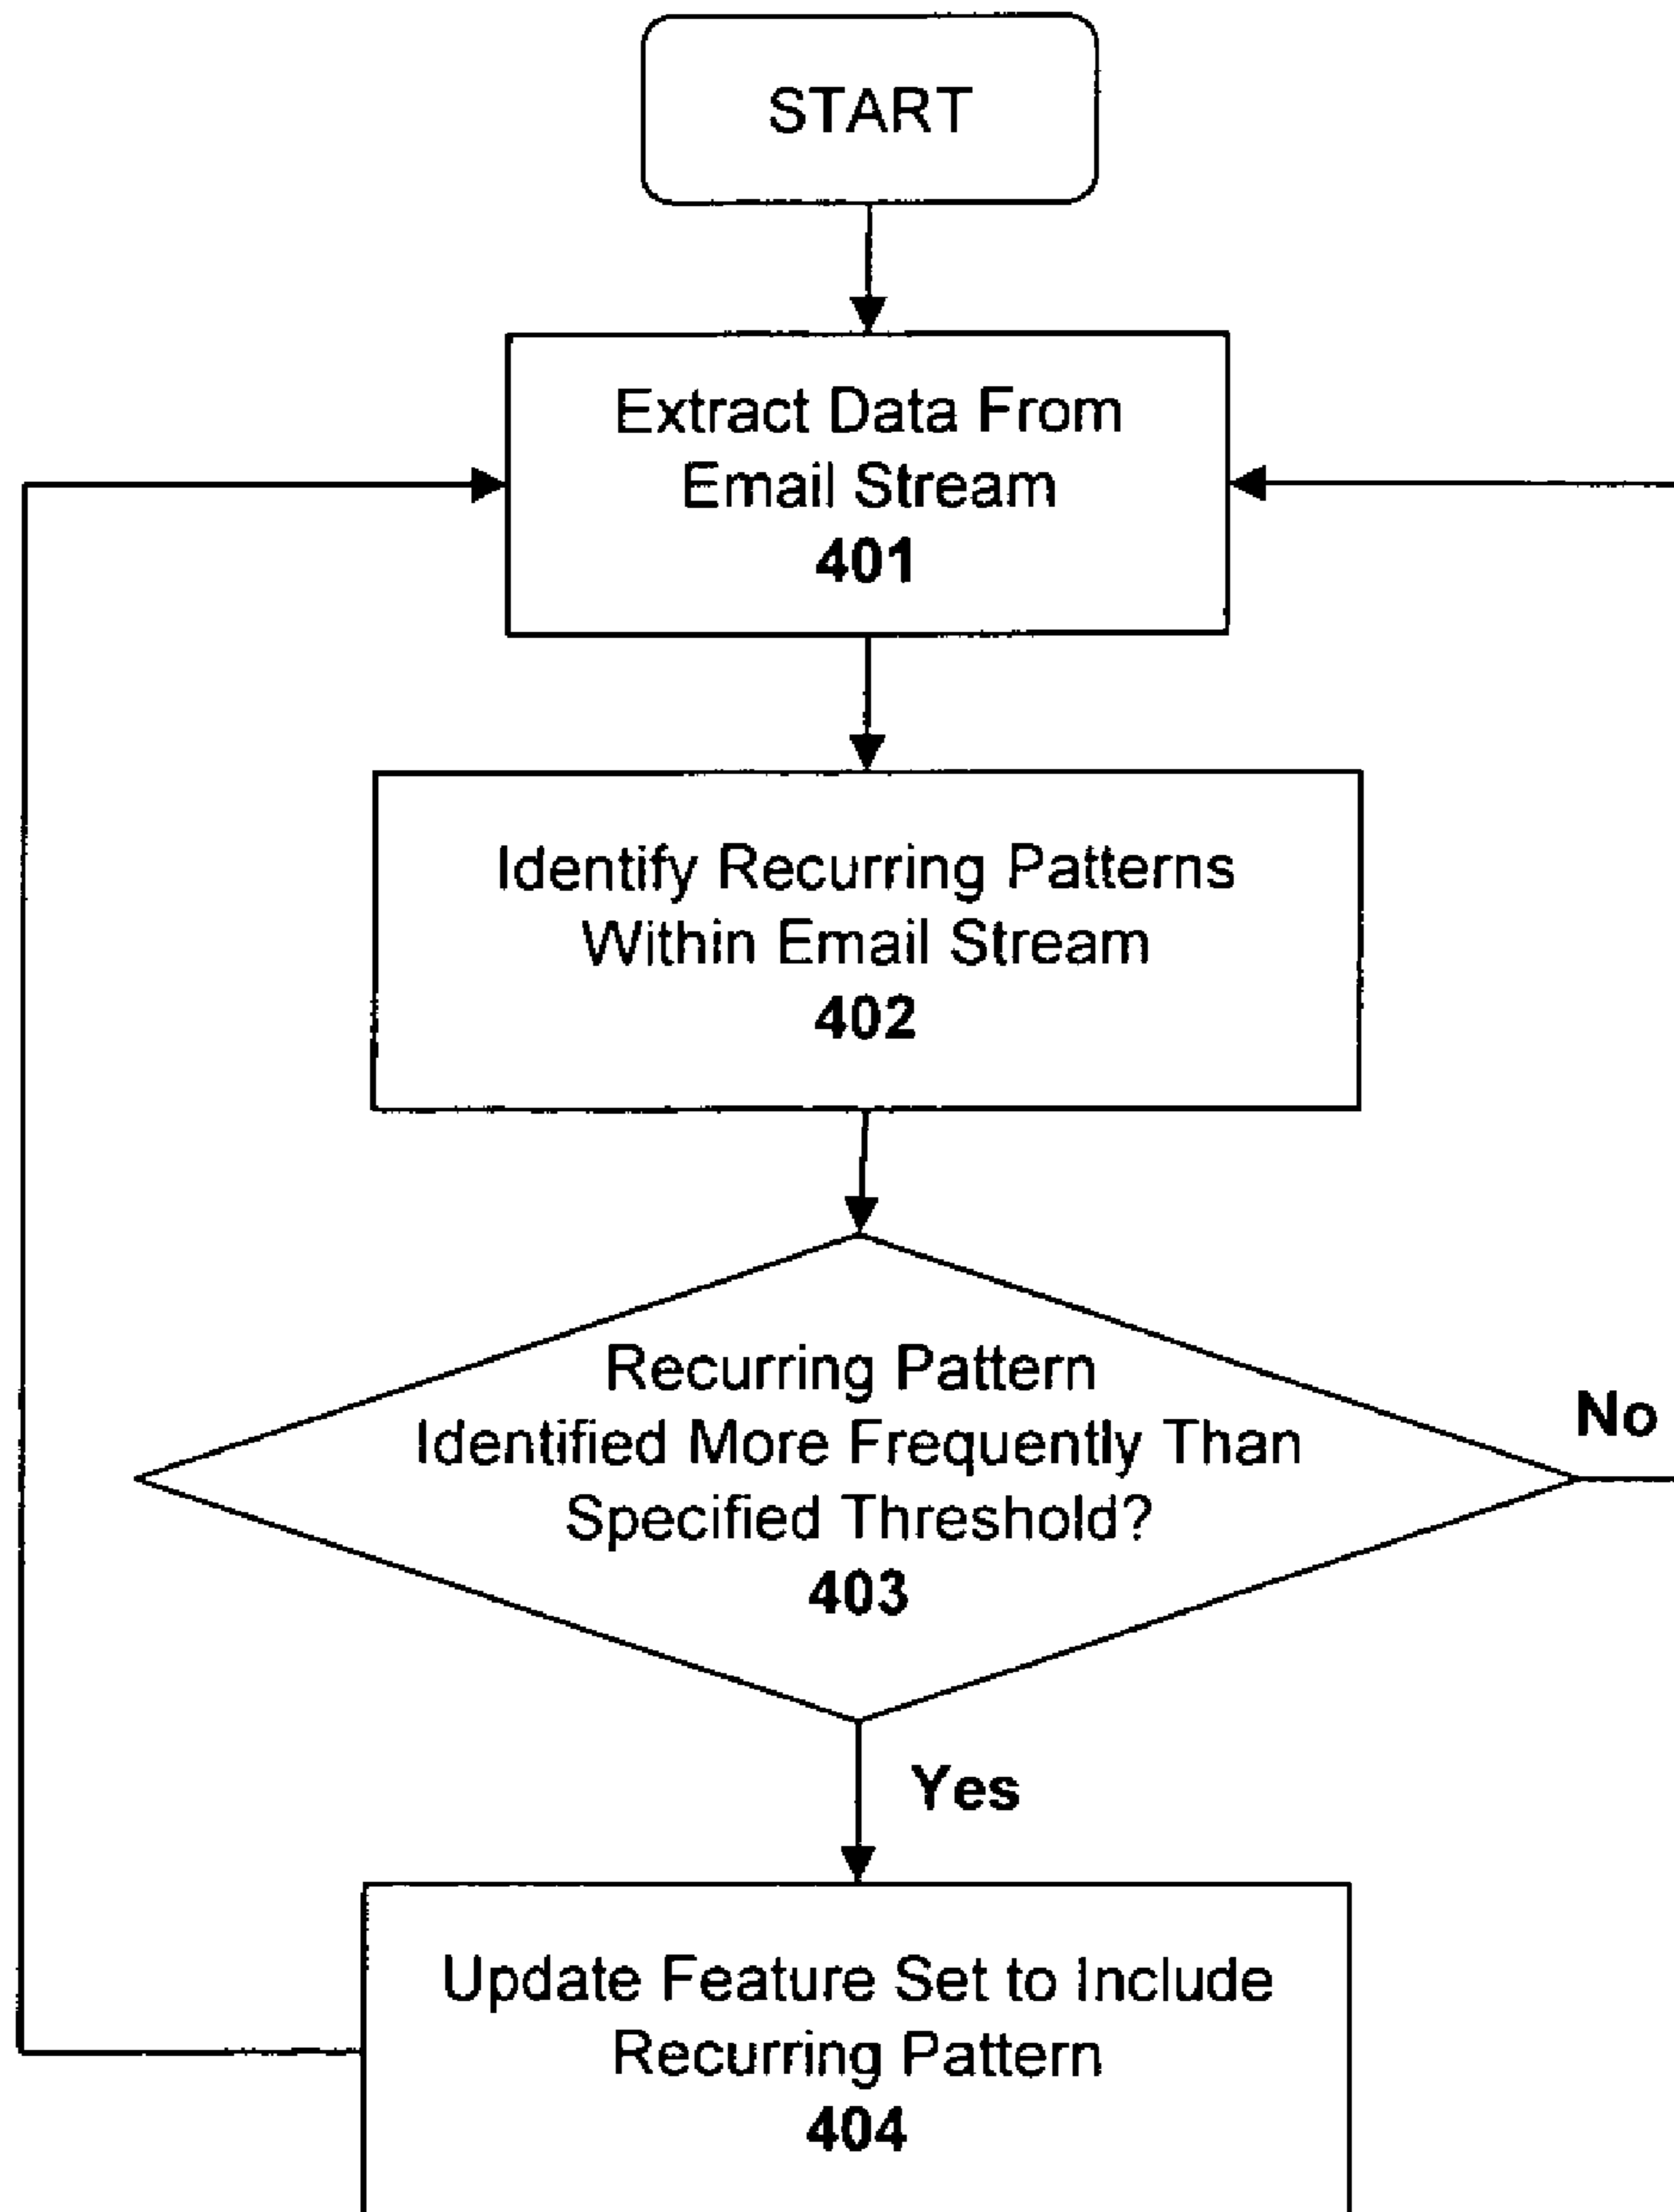 START
Extract Data From
Email Stream
401
Identify Recurring Patterns
Within Email Stream
402
Recurring Pattern
Identified More Frequently Than
Specified Threshold?
403
No
Yes
Update Feature Set to Include
Recurring Pattern
404